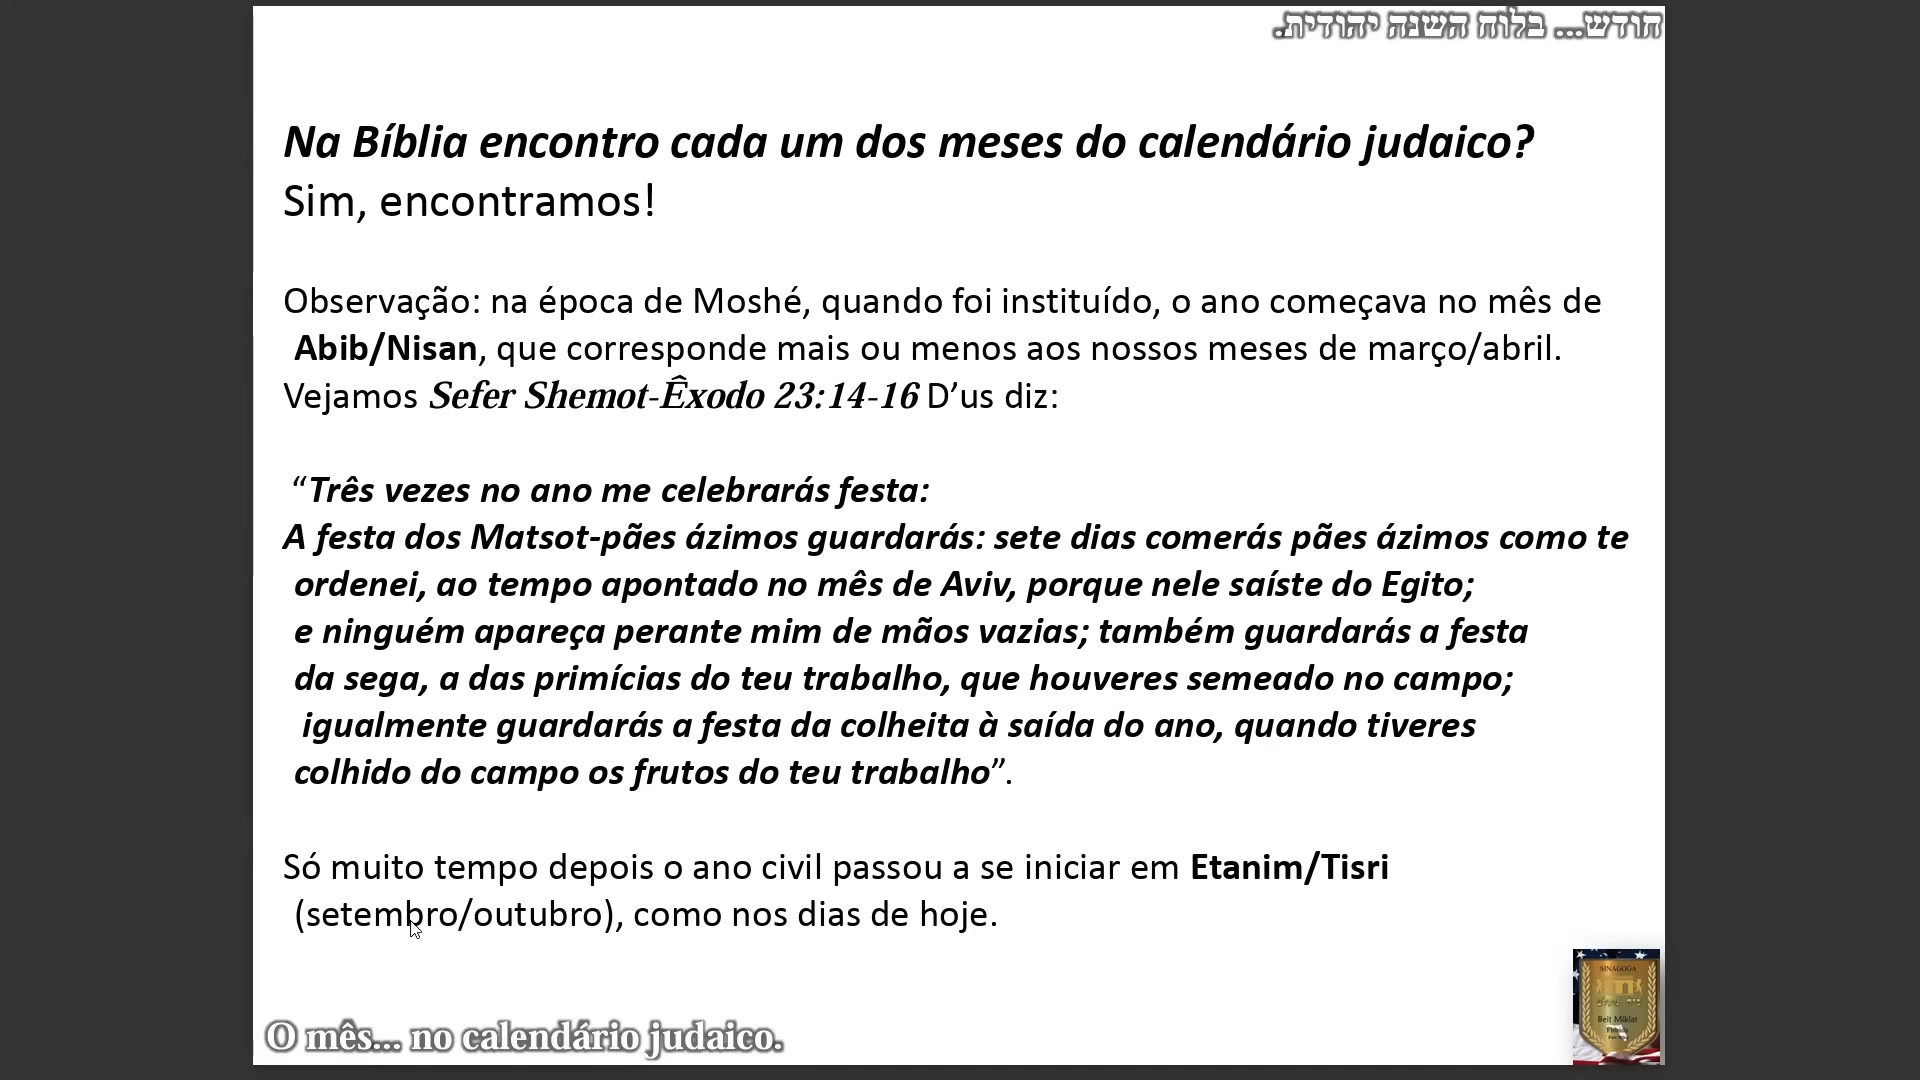 חודש... בלוח השנה יהודית.
Na Bíblia encontro cada um dos meses do calendário judaico?
Sim, encontramos!
Observação: na época de Moshé, quando foi instituído, o ano começava no mês de
Abib/Nisan, que corresponde mais ou menos aos nossos meses de março/abril.
Vejamos Sefer Shemot-Êxodo 23:14-16 D’us diz:
“Três vezes no ano me celebrarás festa:
A festa dos Matsot-pães ázimos guardarás: sete dias comerás pães ázimos como te
ordenei, ao tempo apontado no mês de Aviv, porque nele saíste do Egito;
e ninguém apareça perante mim de mãos vazias; também guardarás a festa
da sega, a das primícias do teu trabalho, que houveres semeado no campo;
igualmente guardarás a festa da colheita à saída do ano, quando tiveres
colhido do campo os frutos do teu trabalho”.
Só muito tempo depois o ano civil passou a se iniciar em Etanim/Tisri
(setembro/outubro), como nos dias de hoje.
SINAGOGA
Beit Miklat
O mês... no calendário judaico.